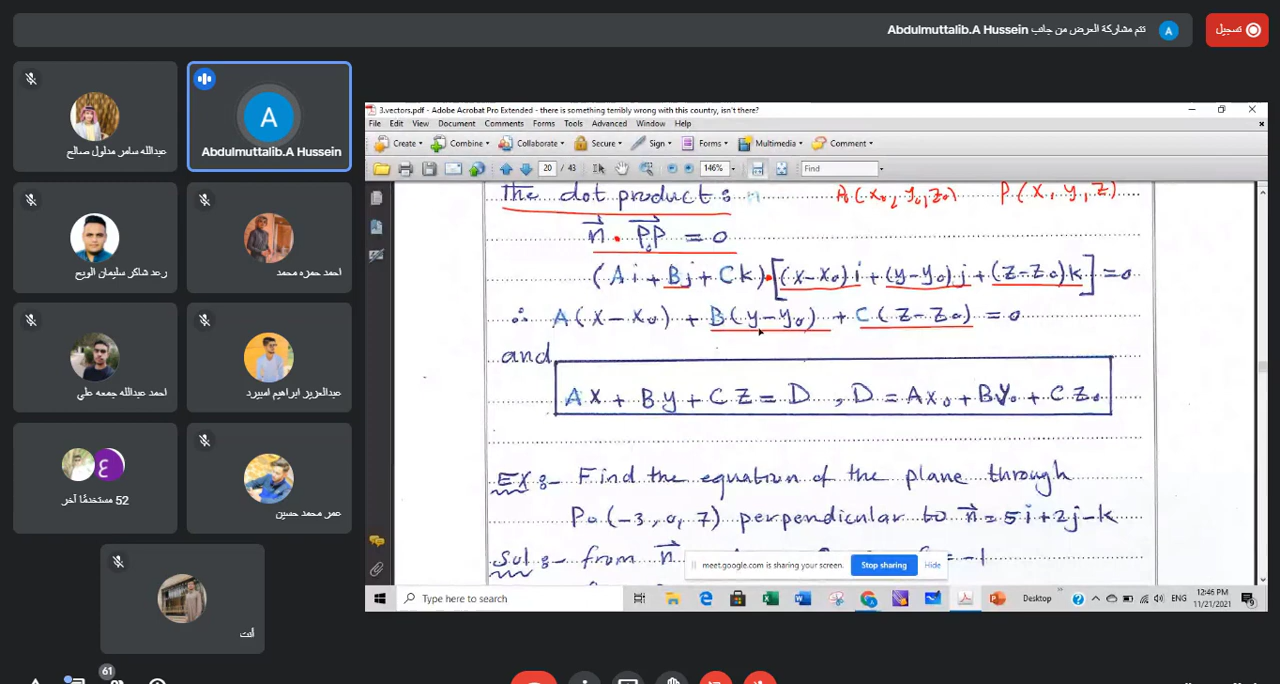 تتم مشاركة العرض من جانب Abdulmuttalib.A Hussein
تسجيل
عبدالله سامر مدلول صالح
Abdulmuttalib.A Hussein
رعد شاكر سليمان الويح
احمد حمزه محمد
احمد عبدالله جمعه علي
عبدالعزيز ابراهيم امبيرد
52 مستخدمًا آخر
عمر محمد حسين
أنت
61
3.vectors.pdf - Adobe Acrobat Pro Extended - there is something terribly wrong with this country, isn't there?
File Edit View Document Comments Forms Tools Advanced Window Help
Create Combine Collaborate Secure Sign Forms Multimedia Comment
20 / 43 146% Find
The dot product : P₀(x₀, y₀, z₀) P(x, y, z)
n . P₀P = 0
(Ai + Bj + Ck) . [(x-x₀)i + (y-y₀)j + (z-z₀)k] = 0
∴ A(x-x₀) + B(y-y₀) + C(z-z₀) = 0
and
Ax + By + Cz = D , D = Ax₀ + By₀ + Cz₀
EX:- Find the equation of the plane through
P₀(-3, 0, 7) perpendicular to n = 5i+2j-k
Sol:- from n = -1
meet.google.com is sharing your screen. Stop sharing Hide
Type here to search
Desktop ENG 12:46 PM
11/21/2021